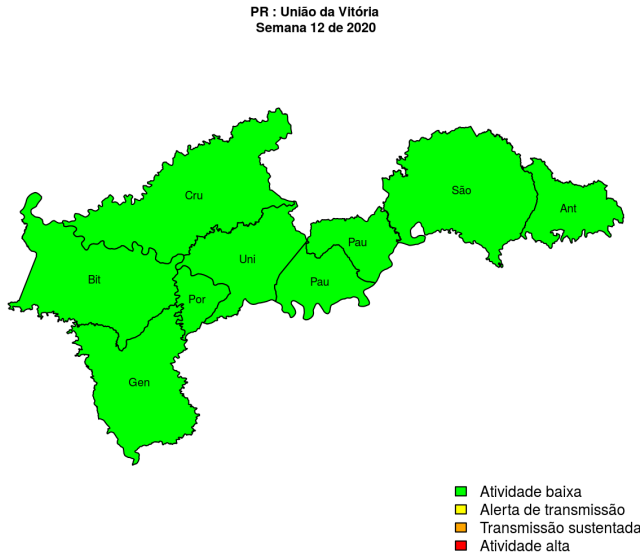 PR : União da Vitória
Semana 12 de 2020
Cru
São
Ant
Pau
Uni
Bit
Pau
Por
Gen
Atividade baixa
Alerta de transmissão
Transmissão sustentada
Atividade alta